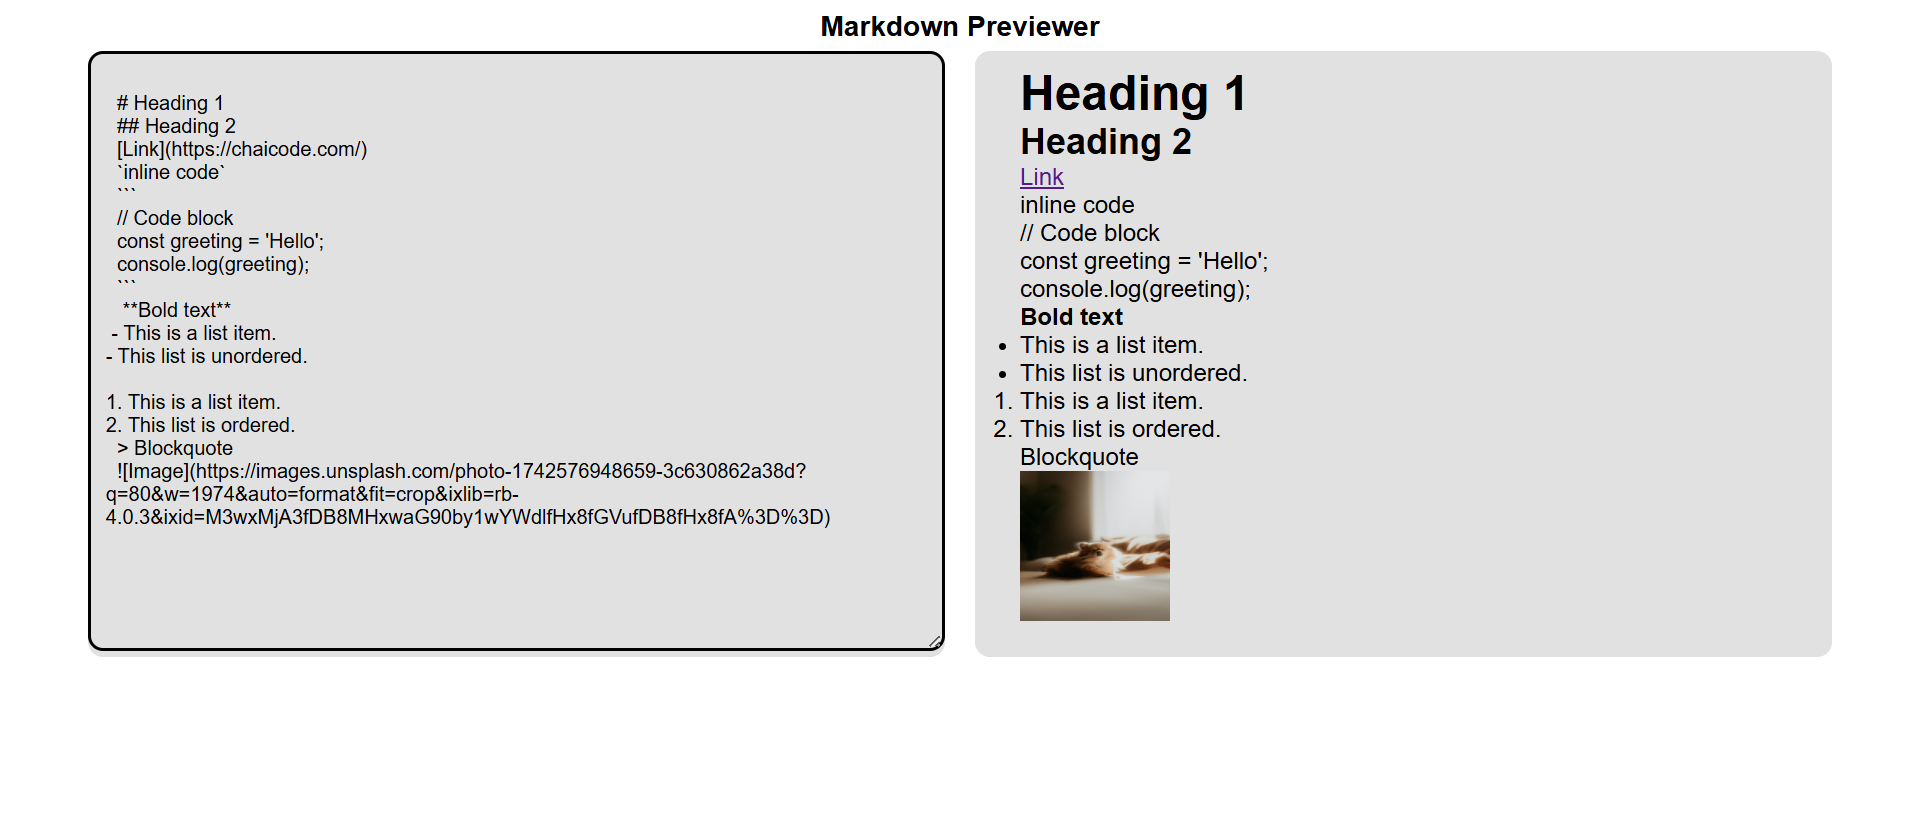 Markdown Previewer
# Heading 1
## Heading 2
[Link](https://chaicode.com/)
`inline code`
```
// Code block
const greeting = 'Hello';
console.log(greeting);
```
**Bold text**
- This is a list item.
- This list is unordered.
1. This is a list item.
2. This list is ordered.
> Blockquote
![Image](https://images.unsplash.com/photo-1742576948659-3c630862a38d?
q=80&w=1974&auto=format&fit=crop&ixlib=rb-
4.0.3&ixid=M3wxMjA3fDB8MHxwaG90by1wYWdlfHx8fGVufDB8fHx8fA%3D%3D)
Heading 1
Heading 2
Link
inline code
// Code block
const greeting = 'Hello';
console.log(greeting);
Bold text
• This is a list item.
• This list is unordered.
1. This is a list item.
2. This list is ordered.
Blockquote